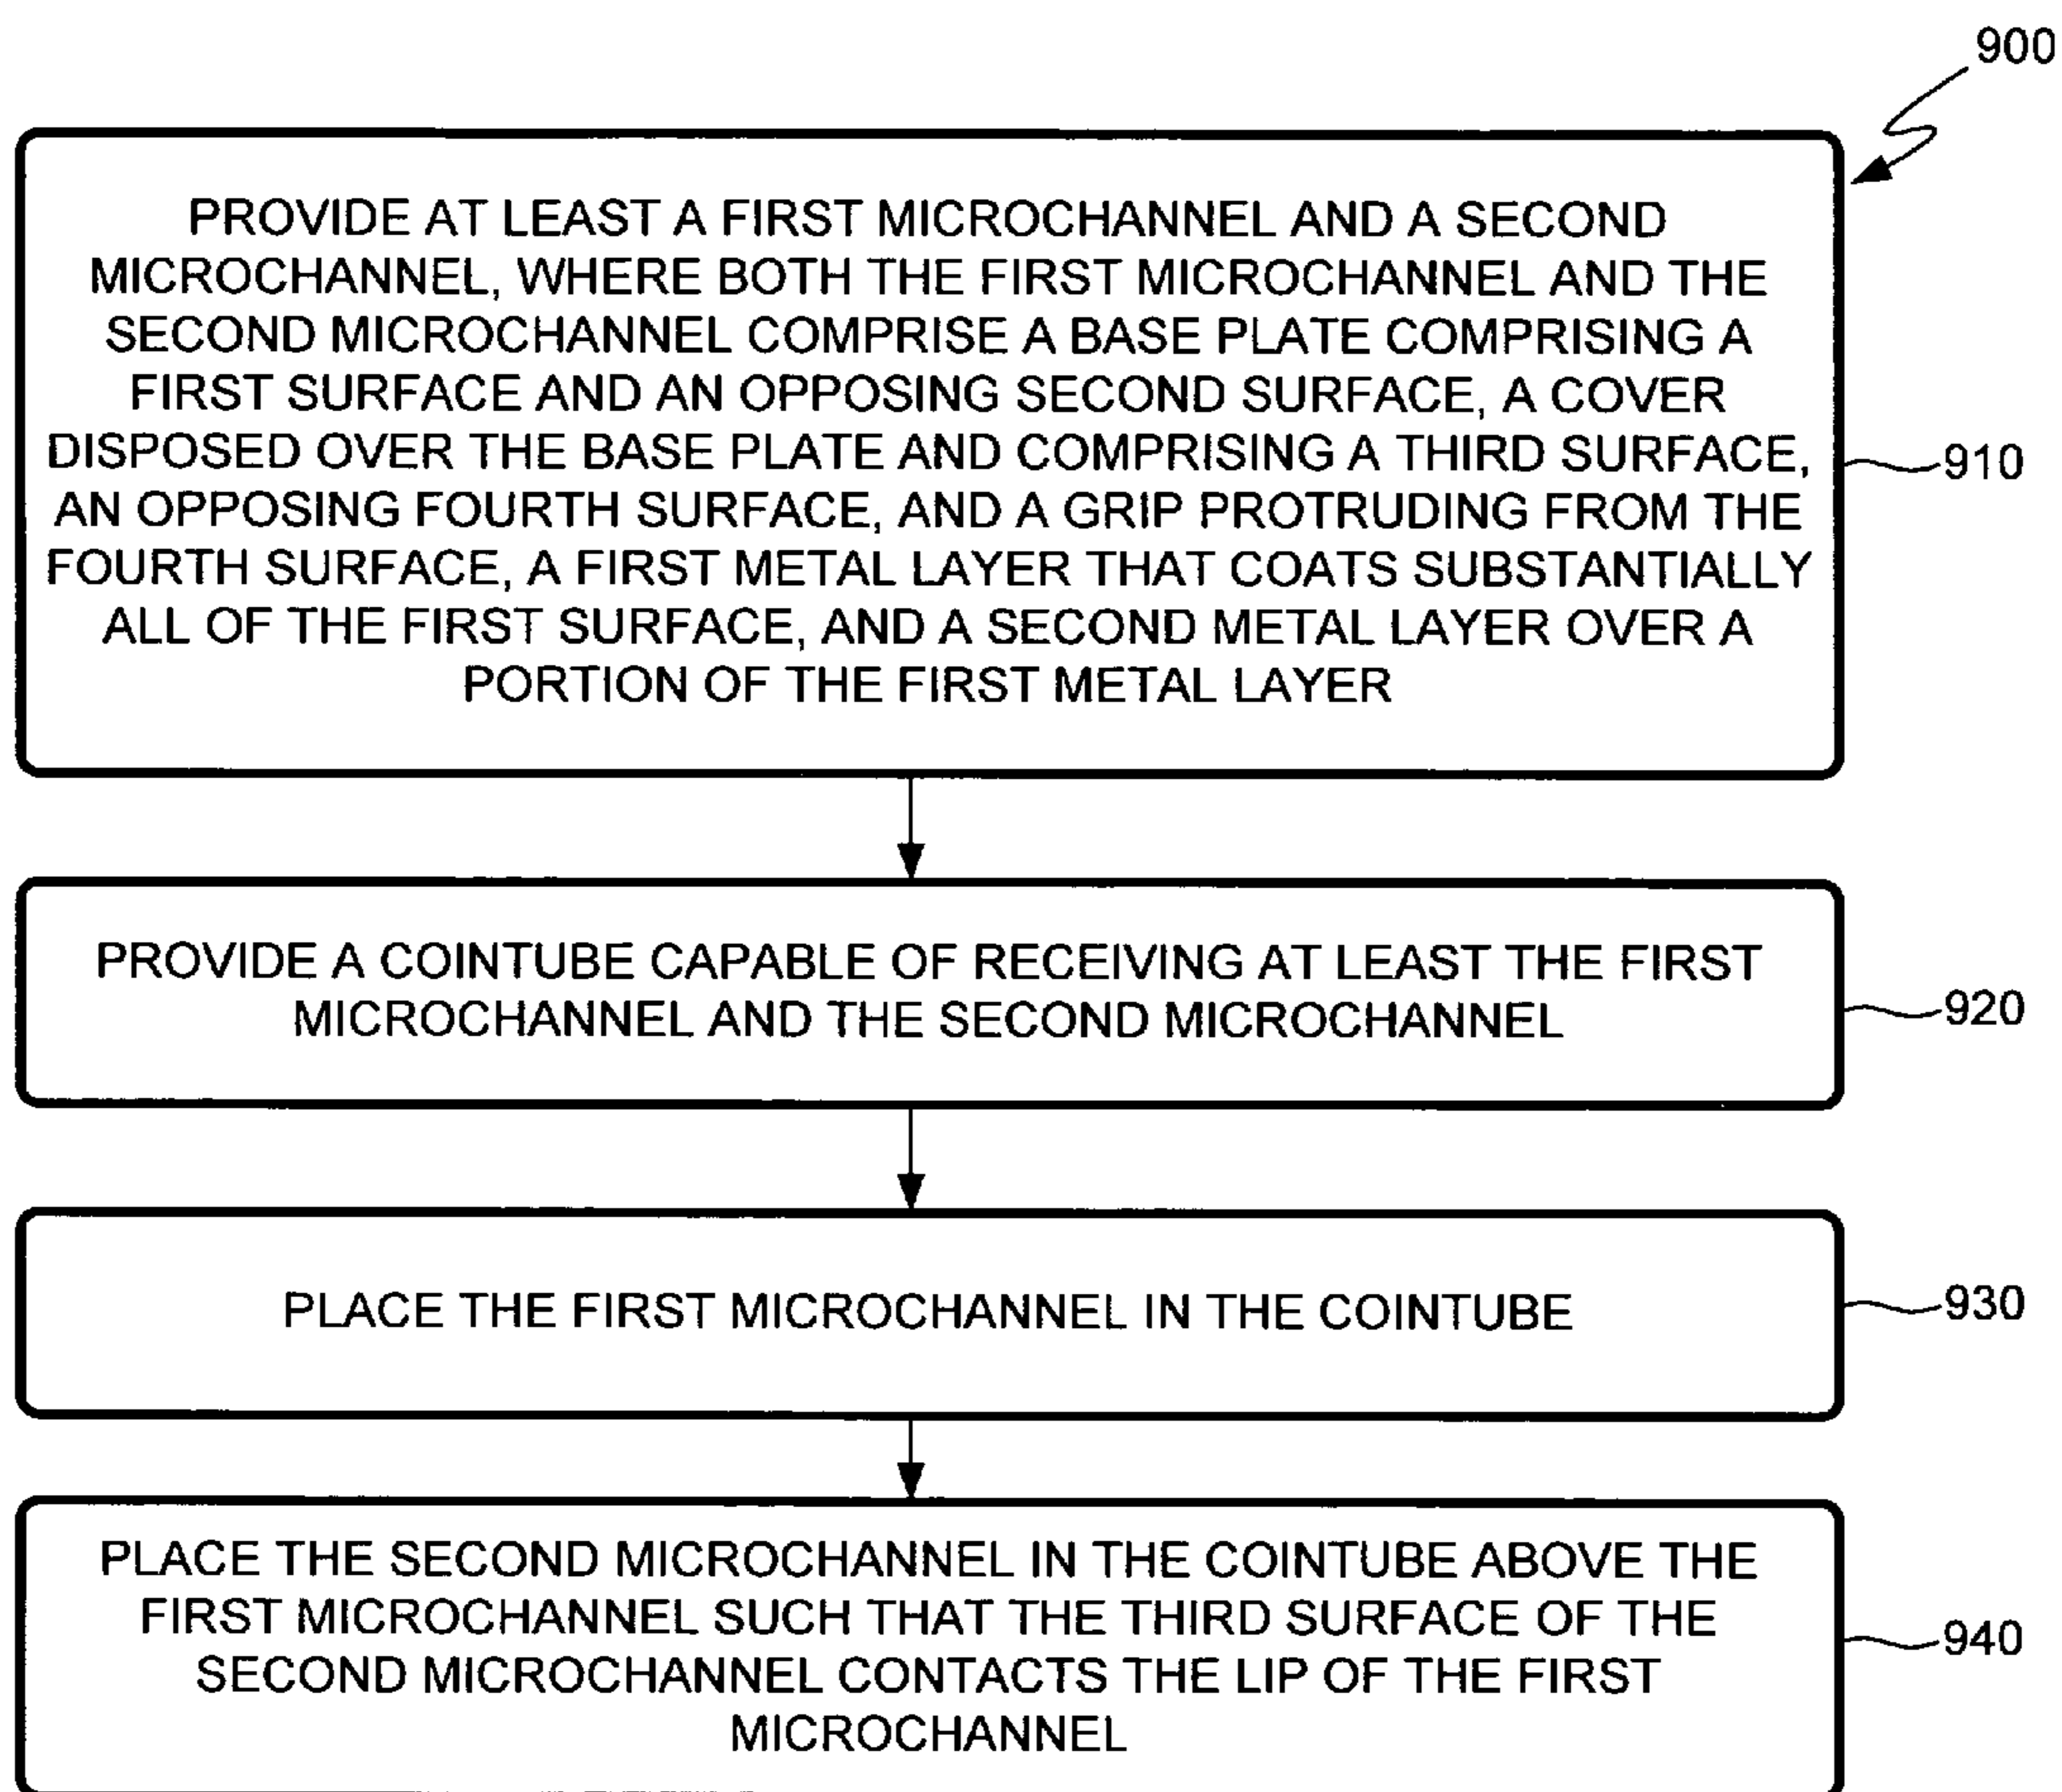 900
PROVIDE AT LEAST A FIRST MICROCHANNEL AND A SECOND
MICROCHANNEL, WHERE BOTH THE FIRST MICROCHANNEL AND THE
SECOND MICROCHANNEL COMPRISE A BASE PLATE COMPRISING A
FIRST SURFACE AND AN OPPOSING SECOND SURFACE, A COVER
DISPOSED OVER THE BASE PLATE AND COMPRISING A THIRD SURFACE,
AN OPPOSING FOURTH SURFACE, AND A GRIP PROTRUDING FROM THE
FOURTH SURFACE, A FIRST METAL LAYER THAT COATS SUBSTANTIALLY
ALL OF THE FIRST SURFACE, AND A SECOND METAL LAYER OVER A
PORTION OF THE FIRST METAL LAYER
910
PROVIDE A COINTUBE CAPABLE OF RECEIVING AT LEAST THE FIRST
MICROCHANNEL AND THE SECOND MICROCHANNEL
920
PLACE THE FIRST MICROCHANNEL IN THE COINTUBE
930
PLACE THE SECOND MICROCHANNEL IN THE COINTUBE ABOVE THE
FIRST MICROCHANNEL SUCH THAT THE THIRD SURFACE OF THE
SECOND MICROCHANNEL CONTACTS THE LIP OF THE FIRST
MICROCHANNEL
940